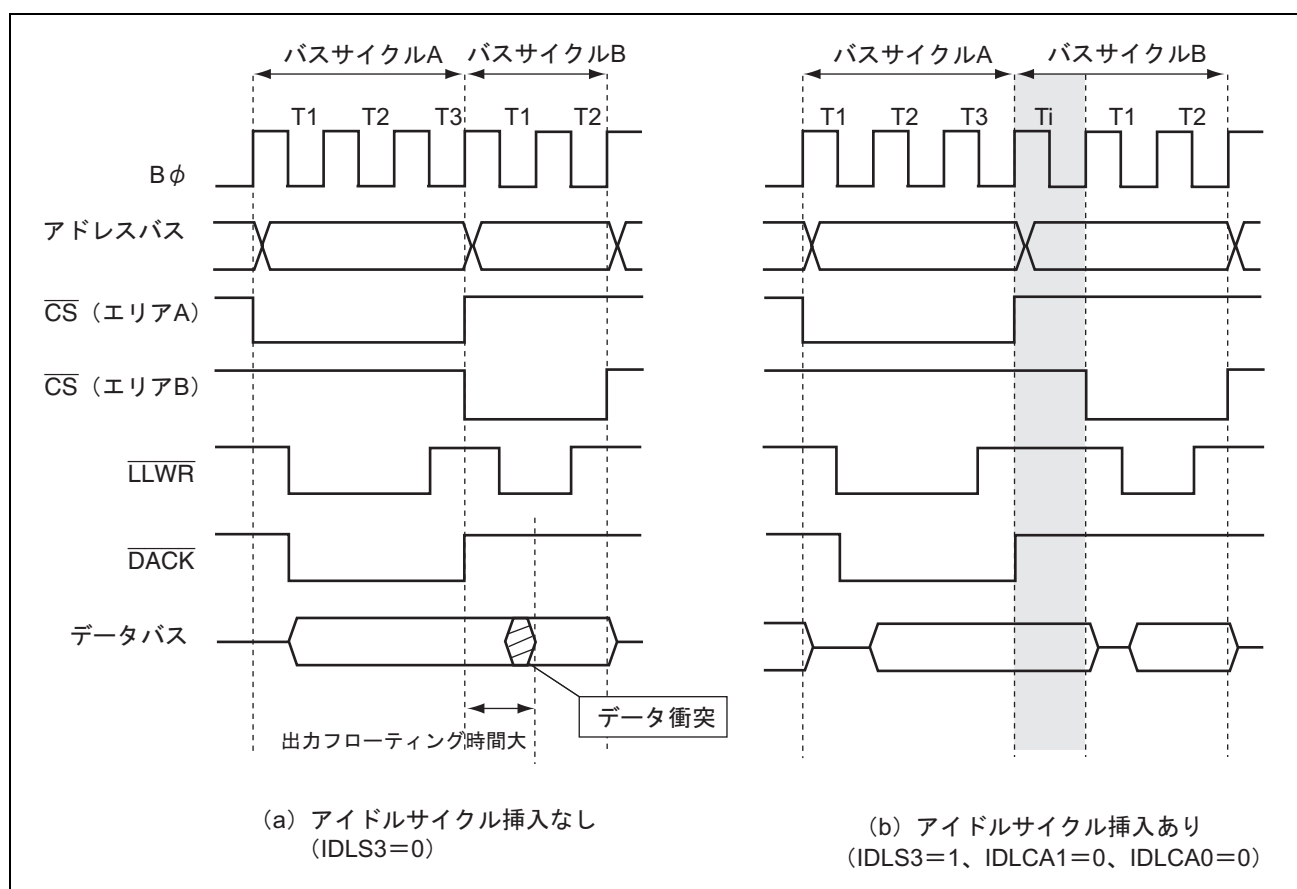 バスサイクルA バスサイクルB
T1 T2 T3 T1 T2
Bφ
アドレスバス
CS（エリアA）
CS（エリアB）
LLWR
DACK
データバス
データ衝突
出力フローティング時間大
（a）アイドルサイクル挿入なし
（IDLS3＝0）
バスサイクルA バスサイクルB
T1 T2 T3 Ti T1 T2
（b）アイドルサイクル挿入あり
（IDLS3＝1、IDLCA1＝0、IDLCA0＝0）